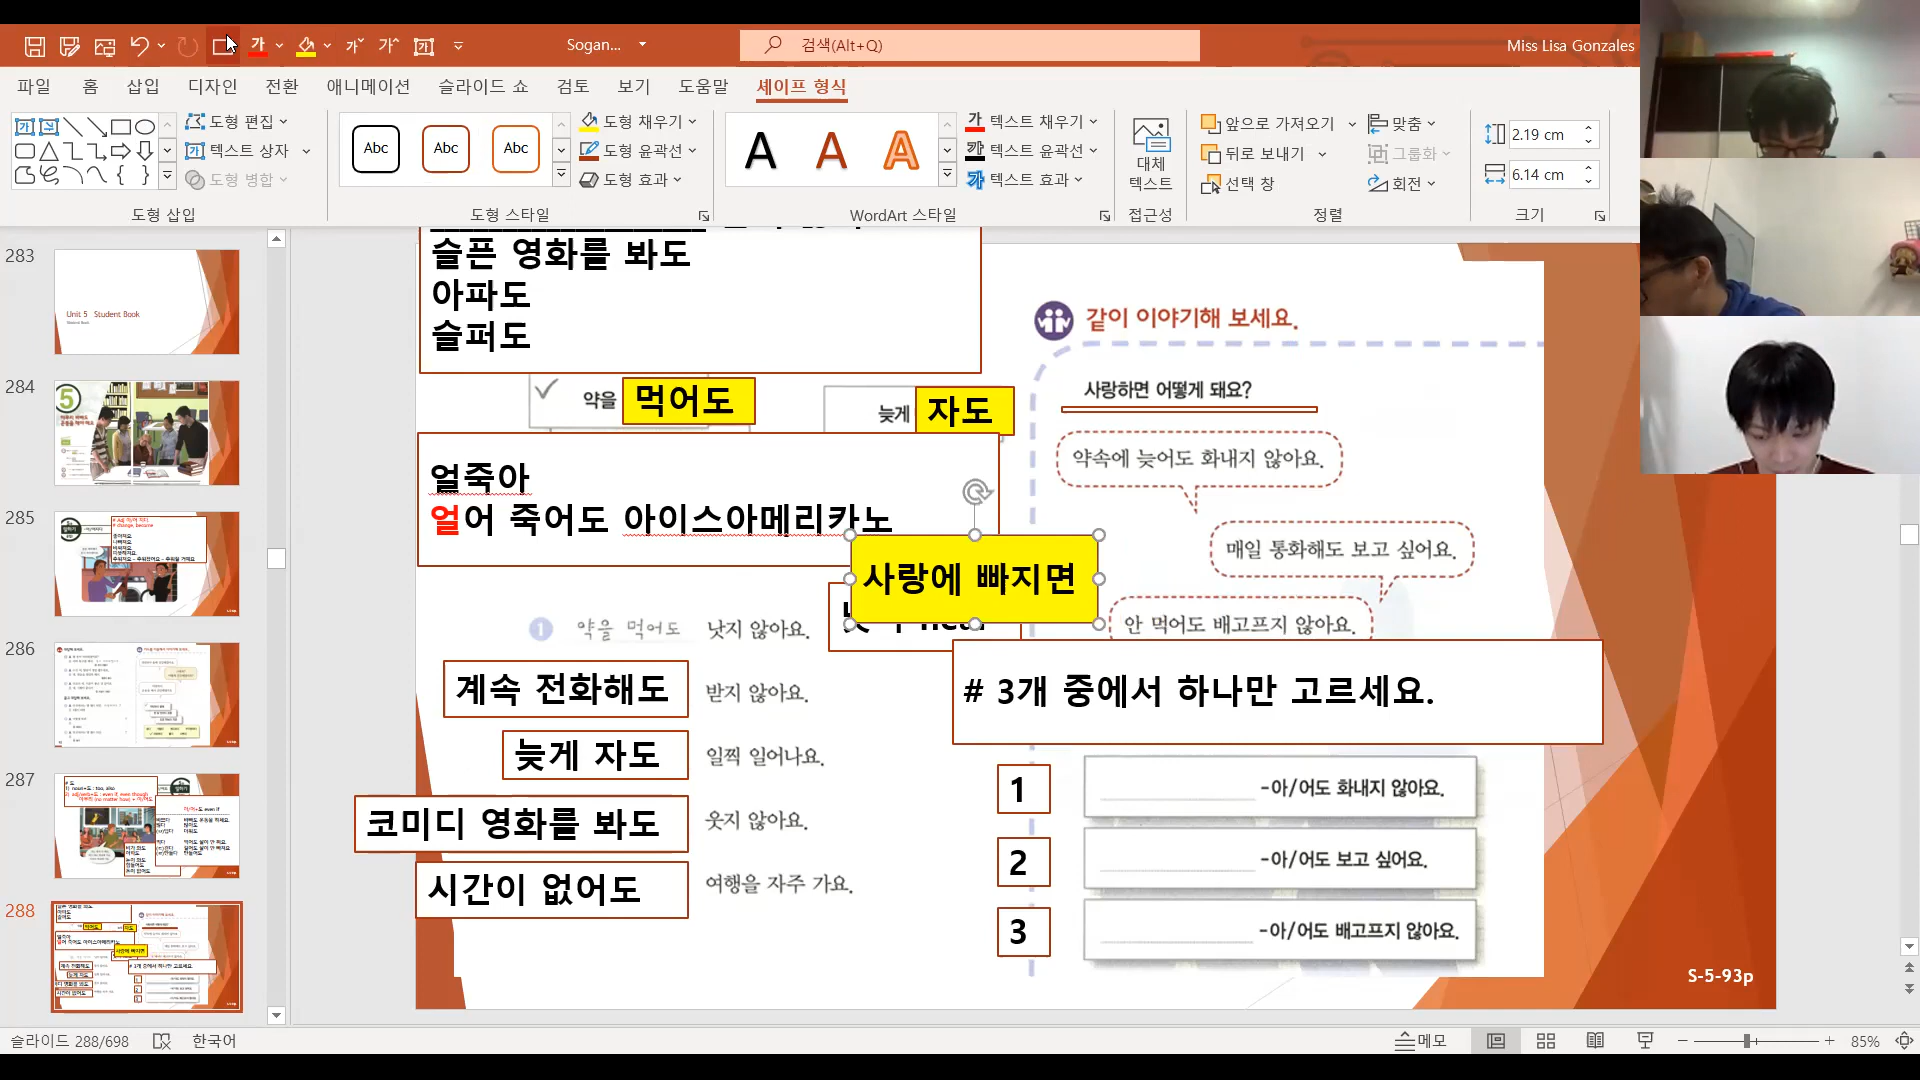 Sogan...
검색(Alt+Q)
Miss Lisa Gonzales
파일 홈 삽입 디자인 전환 애니메이션 슬라이드 쇼 검토 보기 도움말 셰이프 형식
도형 편집
텍스트 상자
도형 병합
도형 삽입
Abc Abc Abc
도형 채우기
도형 윤곽선
도형 효과
도형 스타일
A A A
텍스트 채우기
텍스트 윤곽선
텍스트 효과
WordArt 스타일
대체
텍스트
접근성
앞으로 가져오기
뒤로 보내기
선택 창
맞춤
그룹화
회전
정렬
2.19 cm
6.14 cm
크기
283
Unit 5 Student Book
284
5
285
286
287
288
슬픈 영화를 봐도
아파도
슬퍼도
약을 먹어도
늦게 자도
얼죽아
얼어 죽어도 아이스아메리카노
사랑에 빠지면
1 약을 먹어도 낫지 않아요.
계속 전화해도 받지 않아요.
늦게 자도 일찍 일어나요.
코미디 영화를 봐도 웃지 않아요.
시간이 없어도 여행을 자주 가요.
같이 이야기해 보세요.
사랑하면 어떻게 돼요?
약속에 늦어도 화내지 않아요.
매일 통화해도 보고 싶어요.
안 먹어도 배고프지 않아요.
# 3개 중에서 하나만 고르세요.
1 -아/어도 화내지 않아요.
2 -아/어도 보고 싶어요.
3 -아/어도 배고프지 않아요.
S-5-93p
슬라이드 288/698 한국어
메모
85%